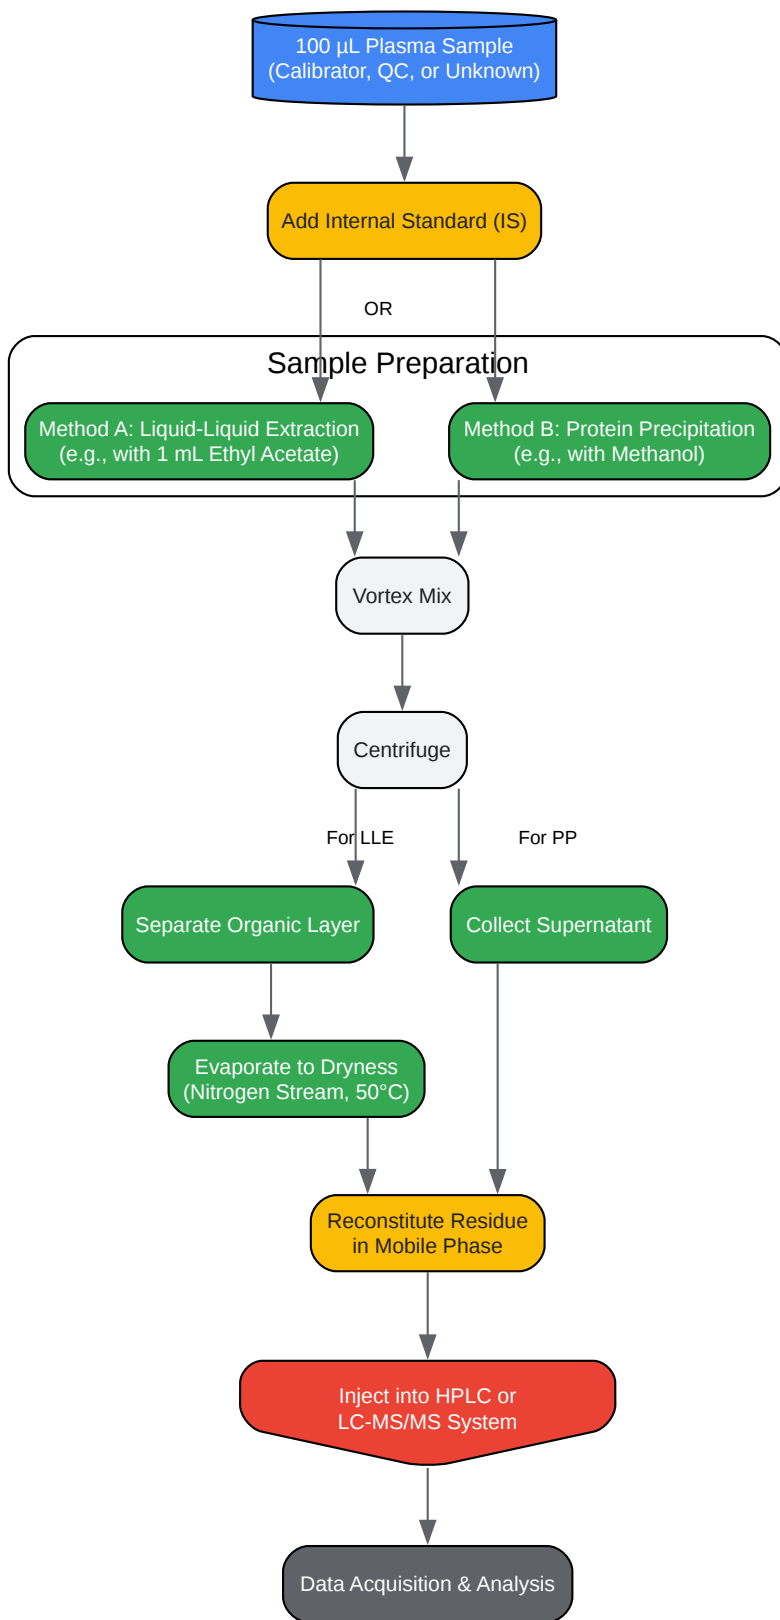 100 µL Plasma Sample
(Calibrator, QC, or Unknown)
Add Internal Standard (IS)
OR
Sample Preparation
Method A: Liquid-Liquid Extraction
(e.g., with 1 mL Ethyl Acetate)
Method B: Protein Precipitation
(e.g., with Methanol)
Vortex Mix
Centrifuge
For LLE
For PP
Separate Organic Layer
Collect Supernatant
Evaporate to Dryness
(Nitrogen Stream, 50°C)
Reconstitute Residue
in Mobile Phase
Inject into HPLC or
LC-MS/MS System
Data Acquisition & Analysis